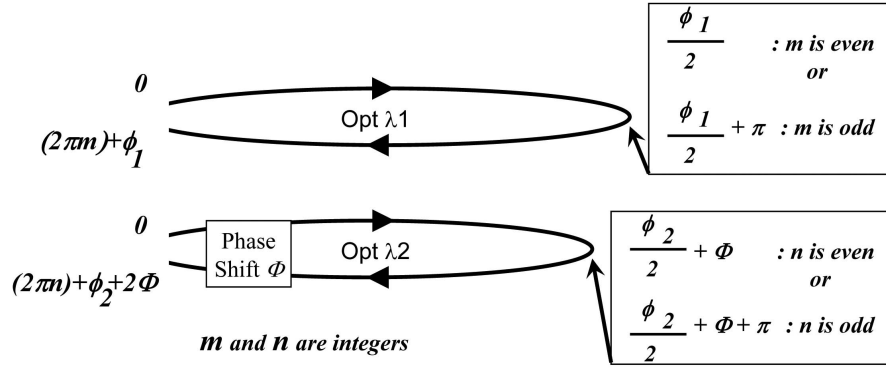 0
Opt λ1
(2πm)+ϕ1
ϕ1/2 : m is even
or
ϕ1/2 + π : m is odd
0
Phase
Shift Φ
Opt λ2
(2πn)+ϕ2+2Φ
ϕ2/2 + Φ : n is even
or
ϕ2/2 + Φ + π : n is odd
m and n are integers